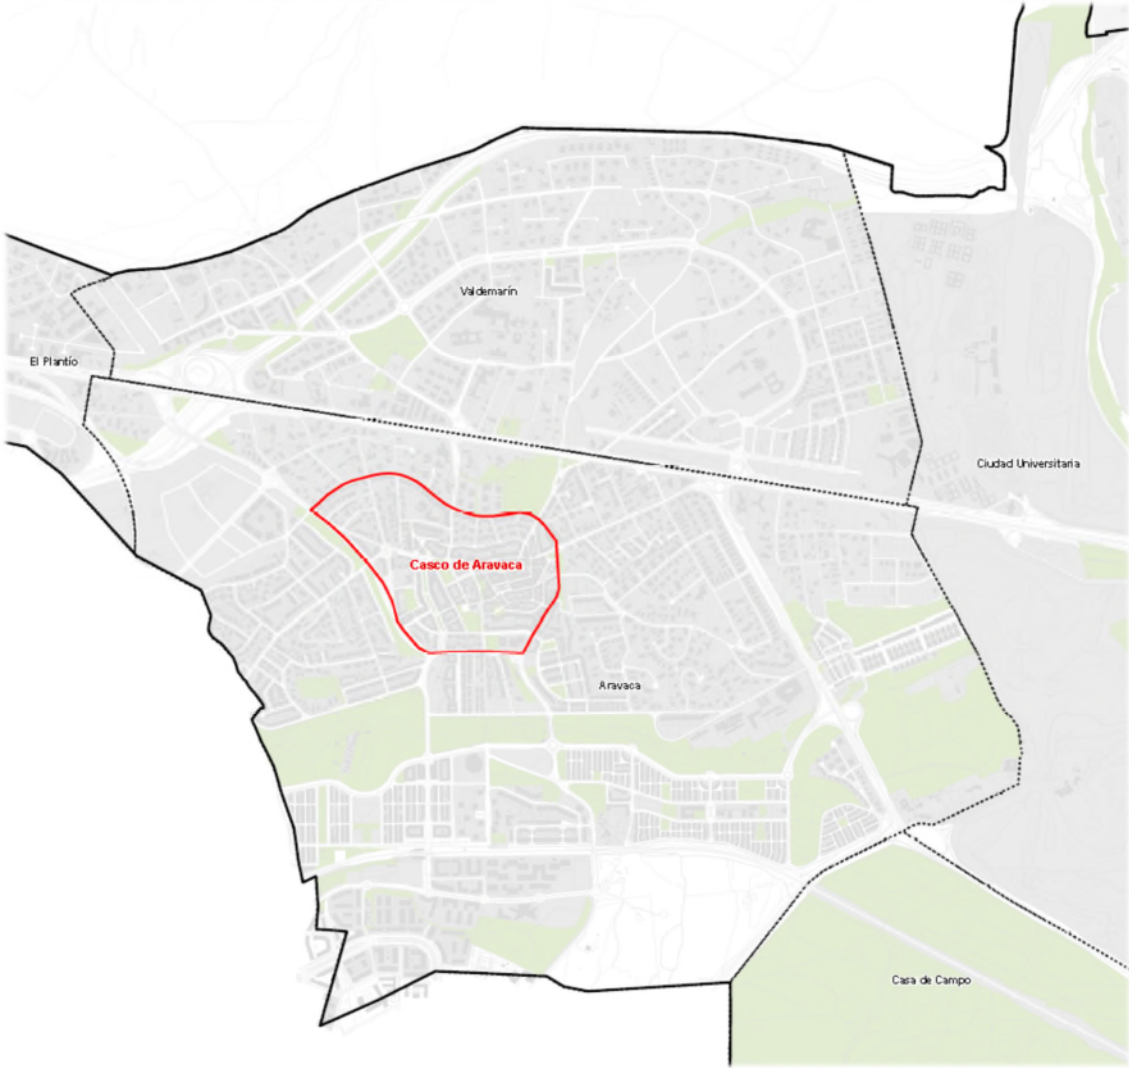 Valdemarín
El Plantío
Ciudad Universitaria
Casco de Aravaca
Aravaca
Casa de Campo